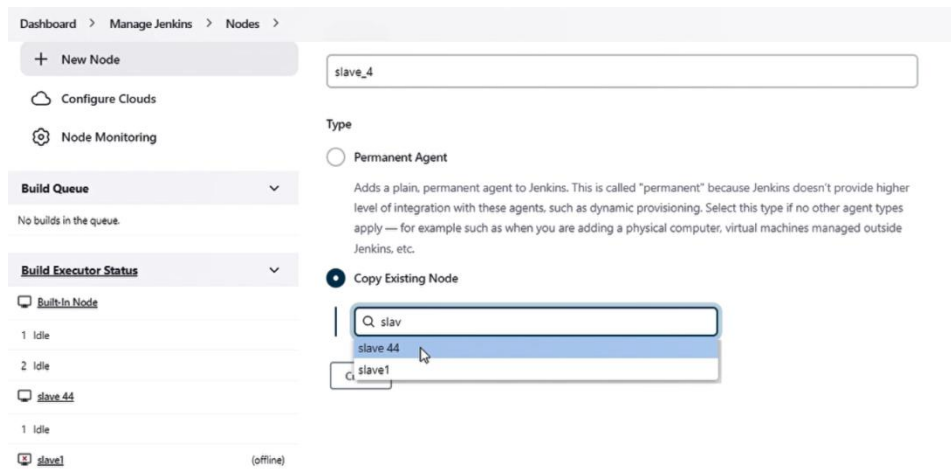 Dashboard > Manage Jenkins > Nodes >
+ New Node
Configure Clouds
Node Monitoring
Build Queue
No builds in the queue.
Build Executor Status
Built-In Node
1 Idle
2 Idle
slave 44
1 Idle
slave1 (offline)
slave_4
Type
Permanent Agent
Adds a plain, permanent agent to Jenkins. This is called "permanent" because Jenkins doesn't provide higher
level of integration with these agents, such as dynamic provisioning. Select this type if no other agent types
apply — for example such as when you are adding a physical computer, virtual machines managed outside
Jenkins, etc.
Copy Existing Node
slav
slave 44
slave1